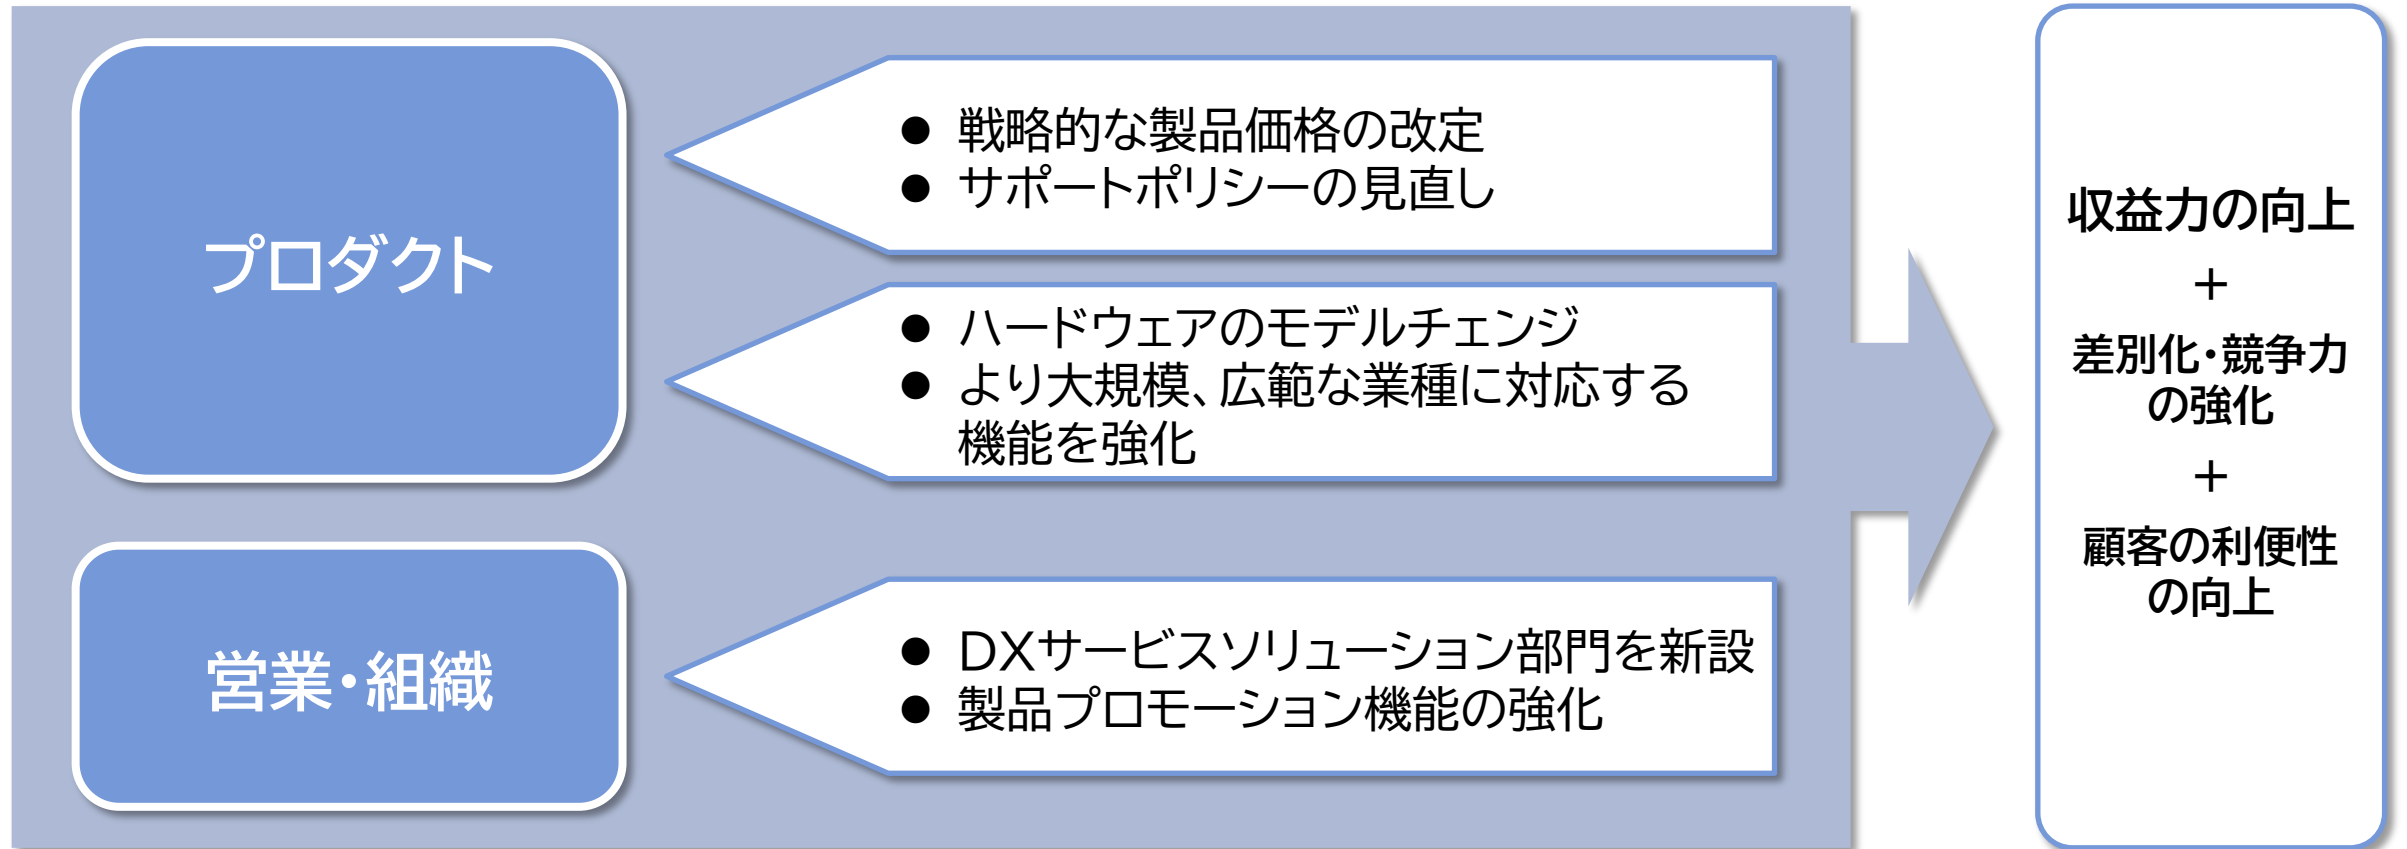 プロダクト
● 戦略的な製品価格の改定
● サポートポリシーの見直し
● ハードウェアのモデルチェンジ
● より大規模、広範な業種に対応する
機能を強化
営業・組織
● DXサービスソリューション部門を新設
● 製品プロモーション機能の強化
収益力の向上
＋
差別化・競争力
の強化
＋
顧客の利便性
の向上